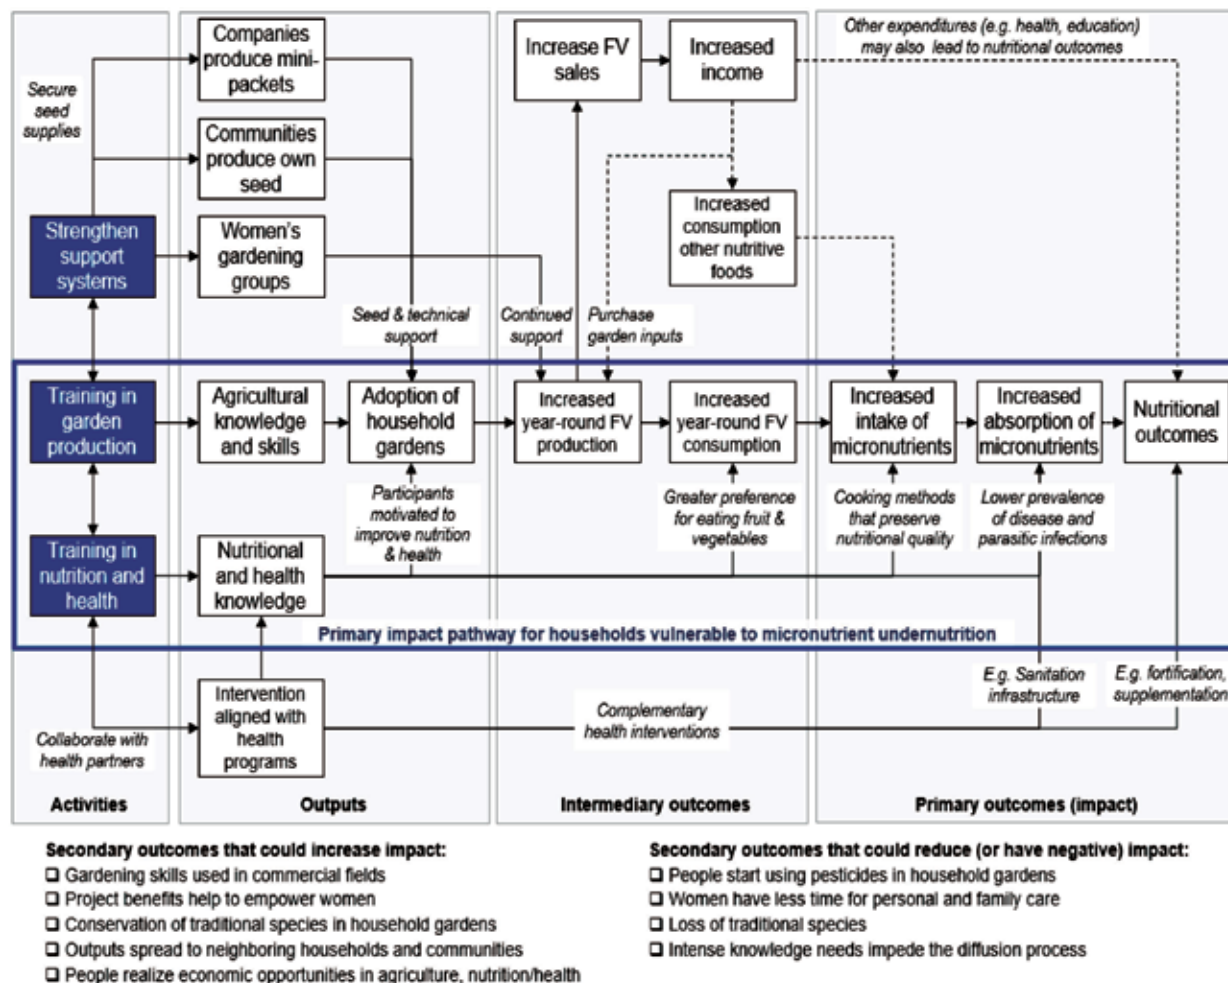 Companies
produce mini-
packets
Increase FV
sales
Increased
income
Other expenditures (e.g. health, education)
may also lead to nutritional outcomes
Secure
seed
supplies
Communities
produce own
seed
Strengthen
support
systems
Women's
gardening
groups
Increased
consumption
other nutritive
foods
Seed & technical
support
Continued
support
Purchase
garden inputs
Training in
garden
production
Agricultural
knowledge
and skills
Adoption of
household
gardens
Increased
year-round FV
production
Increased
year-round FV
consumption
Increased
intake of
micronutrients
Increased
absorption of
micronutrients
Nutritional
outcomes
Participants
motivated to
improve nutrition
& health
Greater preference
for eating fruit &
vegetables
Cooking methods
that preserve
nutritional quality
Lower prevalence
of disease and
parasitic infections
Training in
nutrition and
health
Nutritional
and health
knowledge
Primary impact pathway for households vulnerable to micronutrient undernutrition
Collaborate with
health partners
Intervention
aligned with
health
programs
Complementary
health interventions
E.g. Sanitation
infrastructure
E.g. fortification,
supplementation
Activities
Outputs
Intermediary outcomes
Primary outcomes (impact)
Secondary outcomes that could increase impact:
❑ Gardening skills used in commercial fields
❑ Project benefits help to empower women
❑ Conservation of traditional species in household gardens
❑ Outputs spread to neighboring households and communities
❑ People realize economic opportunities in agriculture, nutrition/health
Secondary outcomes that could reduce (or have negative) impact:
❑ People start using pesticides in household gardens
❑ Women have less time for personal and family care
❑ Loss of traditional species
❑ Intense knowledge needs impede the diffusion process